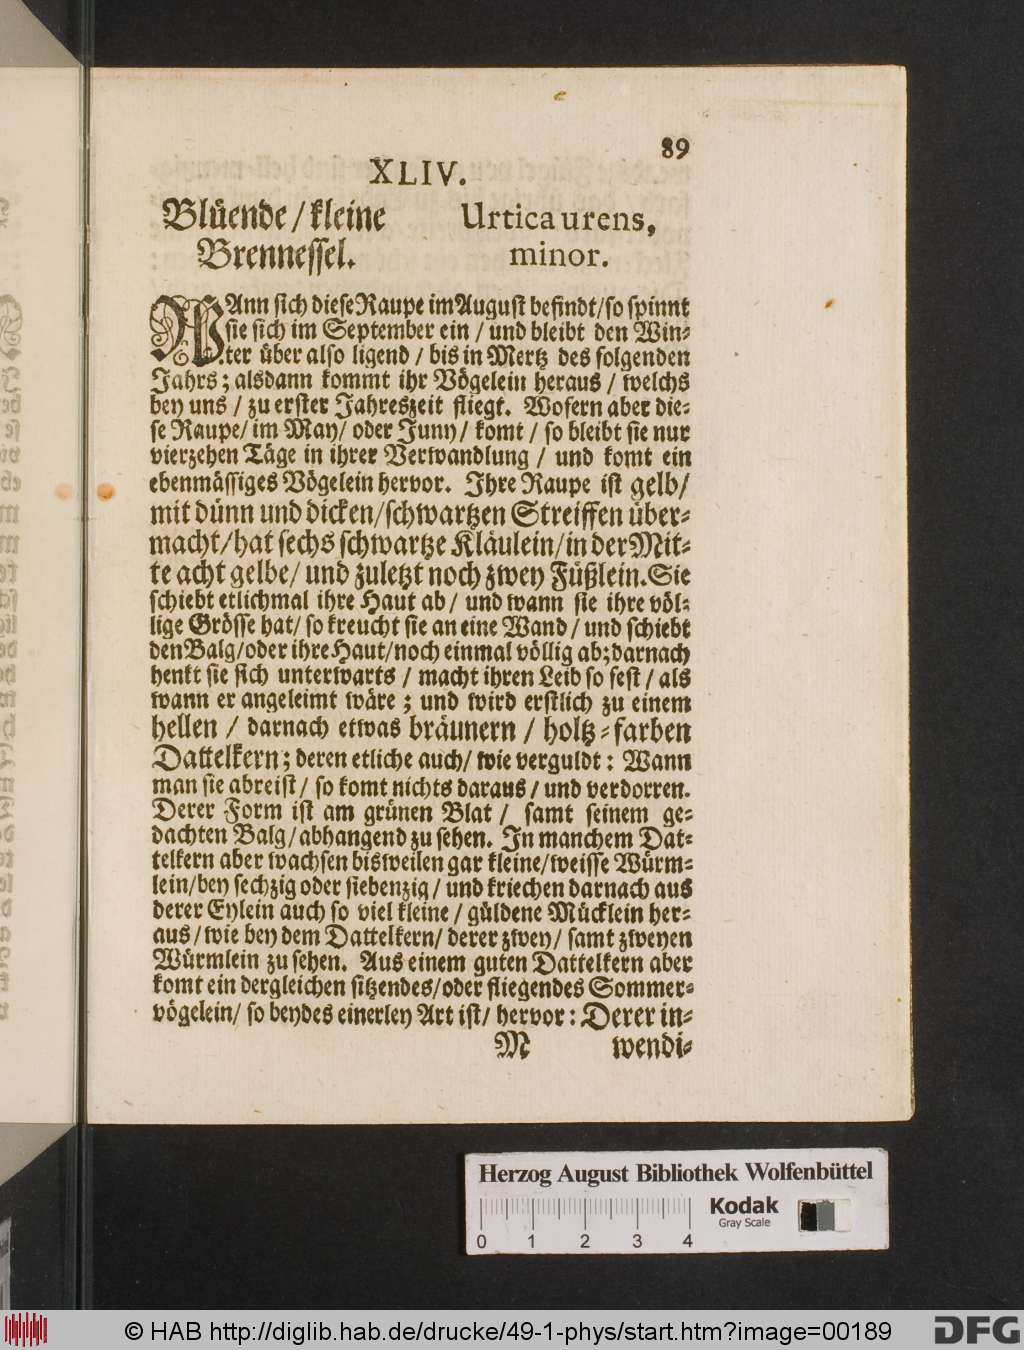 89
XLIV.
Blüende/kleine Urtica urens,
Brennessel. minor.
WAnn sich diese Raupe im August befindt/so spinnt
sie sich im September ein / und bleibt den Win-
ter über also ligend / bis in Mertz des folgenden
Jahrs; alsdann kommt ihr Vögelein heraus / welchs
bey uns / zu erster Jahreszeit fliegt. Wofern aber die-
se Raupe/ im May/ oder Juny/ komt / so bleibt sie nur
vierzehen Täge in ihrer Verwandlung / und komt ein
ebenmässiges Vögelein hervor. Ihre Raupe ist gelb/
mit dünn und dicken/schwartzen Streiffen über-
macht/hat sechs schwartze Kläulein/in der Mit-
te acht gelbe/ und zuletzt noch zwey Füßlein. Sie
schiebt etlichmal ihre Haut ab / und wann sie ihre völ-
lige Grösse hat/ so kreucht sie an eine Wand / und schiebt
den Balg/oder ihre Haut/noch einmal völlig ab; darnach
henkt sie sich unterwarts / macht ihren Leib so fest / als
wann er angeleimt wäre ; und wird erstlich zu einem
hellen / darnach etwas bräunern / holtz-farben
Dattelkern; deren etliche auch/ wie verguldt: Wann
man sie abreist / so komt nichts daraus / und verdorren.
Derer Form ist am grünen Blat / samt seinem ge-
dachten Balg/abhangend zu sehen. In manchem Dat-
telkern aber wachsen bisweilen gar kleine/weisse Würm-
lein/bey sechzig oder siebenzig / und kriechen darnach aus
derer Eylein auch so viel kleine / güldene Mücklein her-
aus / wie bey dem Dattelkern/ derer zwey/ samt zweyen
Würmlein zu sehen. Aus einem guten Dattelkern aber
komt ein dergleichen sitzendes/oder fliegendes Sommer-
vögelein/ so beydes einerley Art ist/ hervor: Derer in-
M wendi-
Herzog August Bibliothek Wolfenbüttel
Kodak
Gray Scale
0 1 2 3 4
© HAB http://diglib.hab.de/drucke/49-1-phys/start.htm?image=00189
DFG